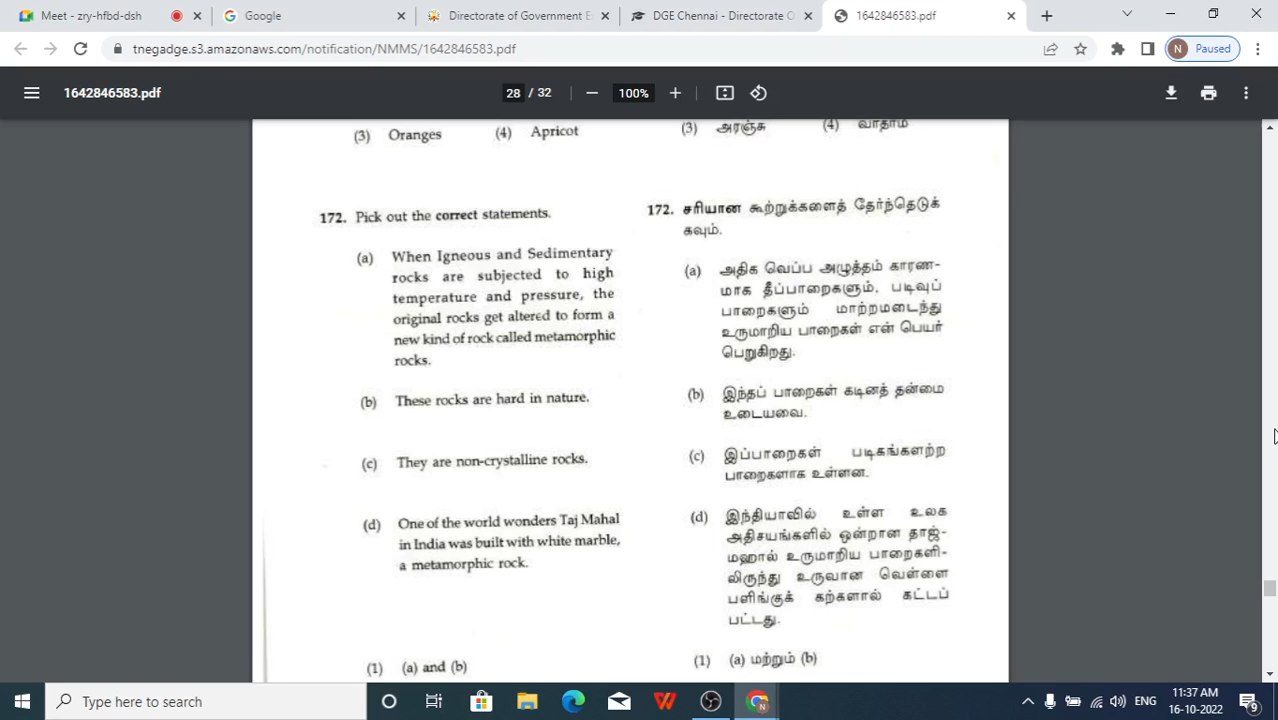 Meet - zry-hfbd-dsh
Google
Directorate of Government E
DGE Chennai - Directorate O
1642846583.pdf
tnegadge.s3.amazonaws.com/notification/NMMS/1642846583.pdf
N Paused
1642846583.pdf
28 / 32
100%
(3) Oranges (4) Apricot
172. Pick out the correct statements.
(a) When Igneous and Sedimentary
rocks are subjected to high
temperature and pressure, the
original rocks get altered to form a
new kind of rock called metamorphic
rocks.
(b) These rocks are hard in nature.
(c) They are non-crystalline rocks.
(d) One of the world wonders Taj Mahal
in India was built with white marble,
a metamorphic rock.
(1) (a) and (b)
(3) அரஞ்சு (4) வாதாம்
172. சரியான கூற்றுக்களைத் தேர்ந்தெடுக்
கவும்.
(a) அதிக வெப்ப அழுத்தம் காரண-
மாக தீப்பாறைகளும், படிவுப்
பாறைகளும் மாற்றமடைந்து
உருமாறிய பாறைகள் என் பெயர்
பெறுகிறது.
(b) இந்தப் பாறைகள் கடினத் தன்மை
உடையவை.
(c) இப்பாறைகள் படிகங்களற்ற
பாறைகளாக உள்ளன.
(d) இந்தியாவில் உள்ள உலக
அதிசயங்களில் ஒன்றான தாஜ்-
மஹால் உருமாறிய பாறைகளி-
லிருந்து உருவான வெள்ளை
பளிங்குக் கற்களால் கட்டப்
பட்டது.
(1) (a) மற்றும் (b)
Type here to search
ENG
11:37 AM
16-10-2022
9